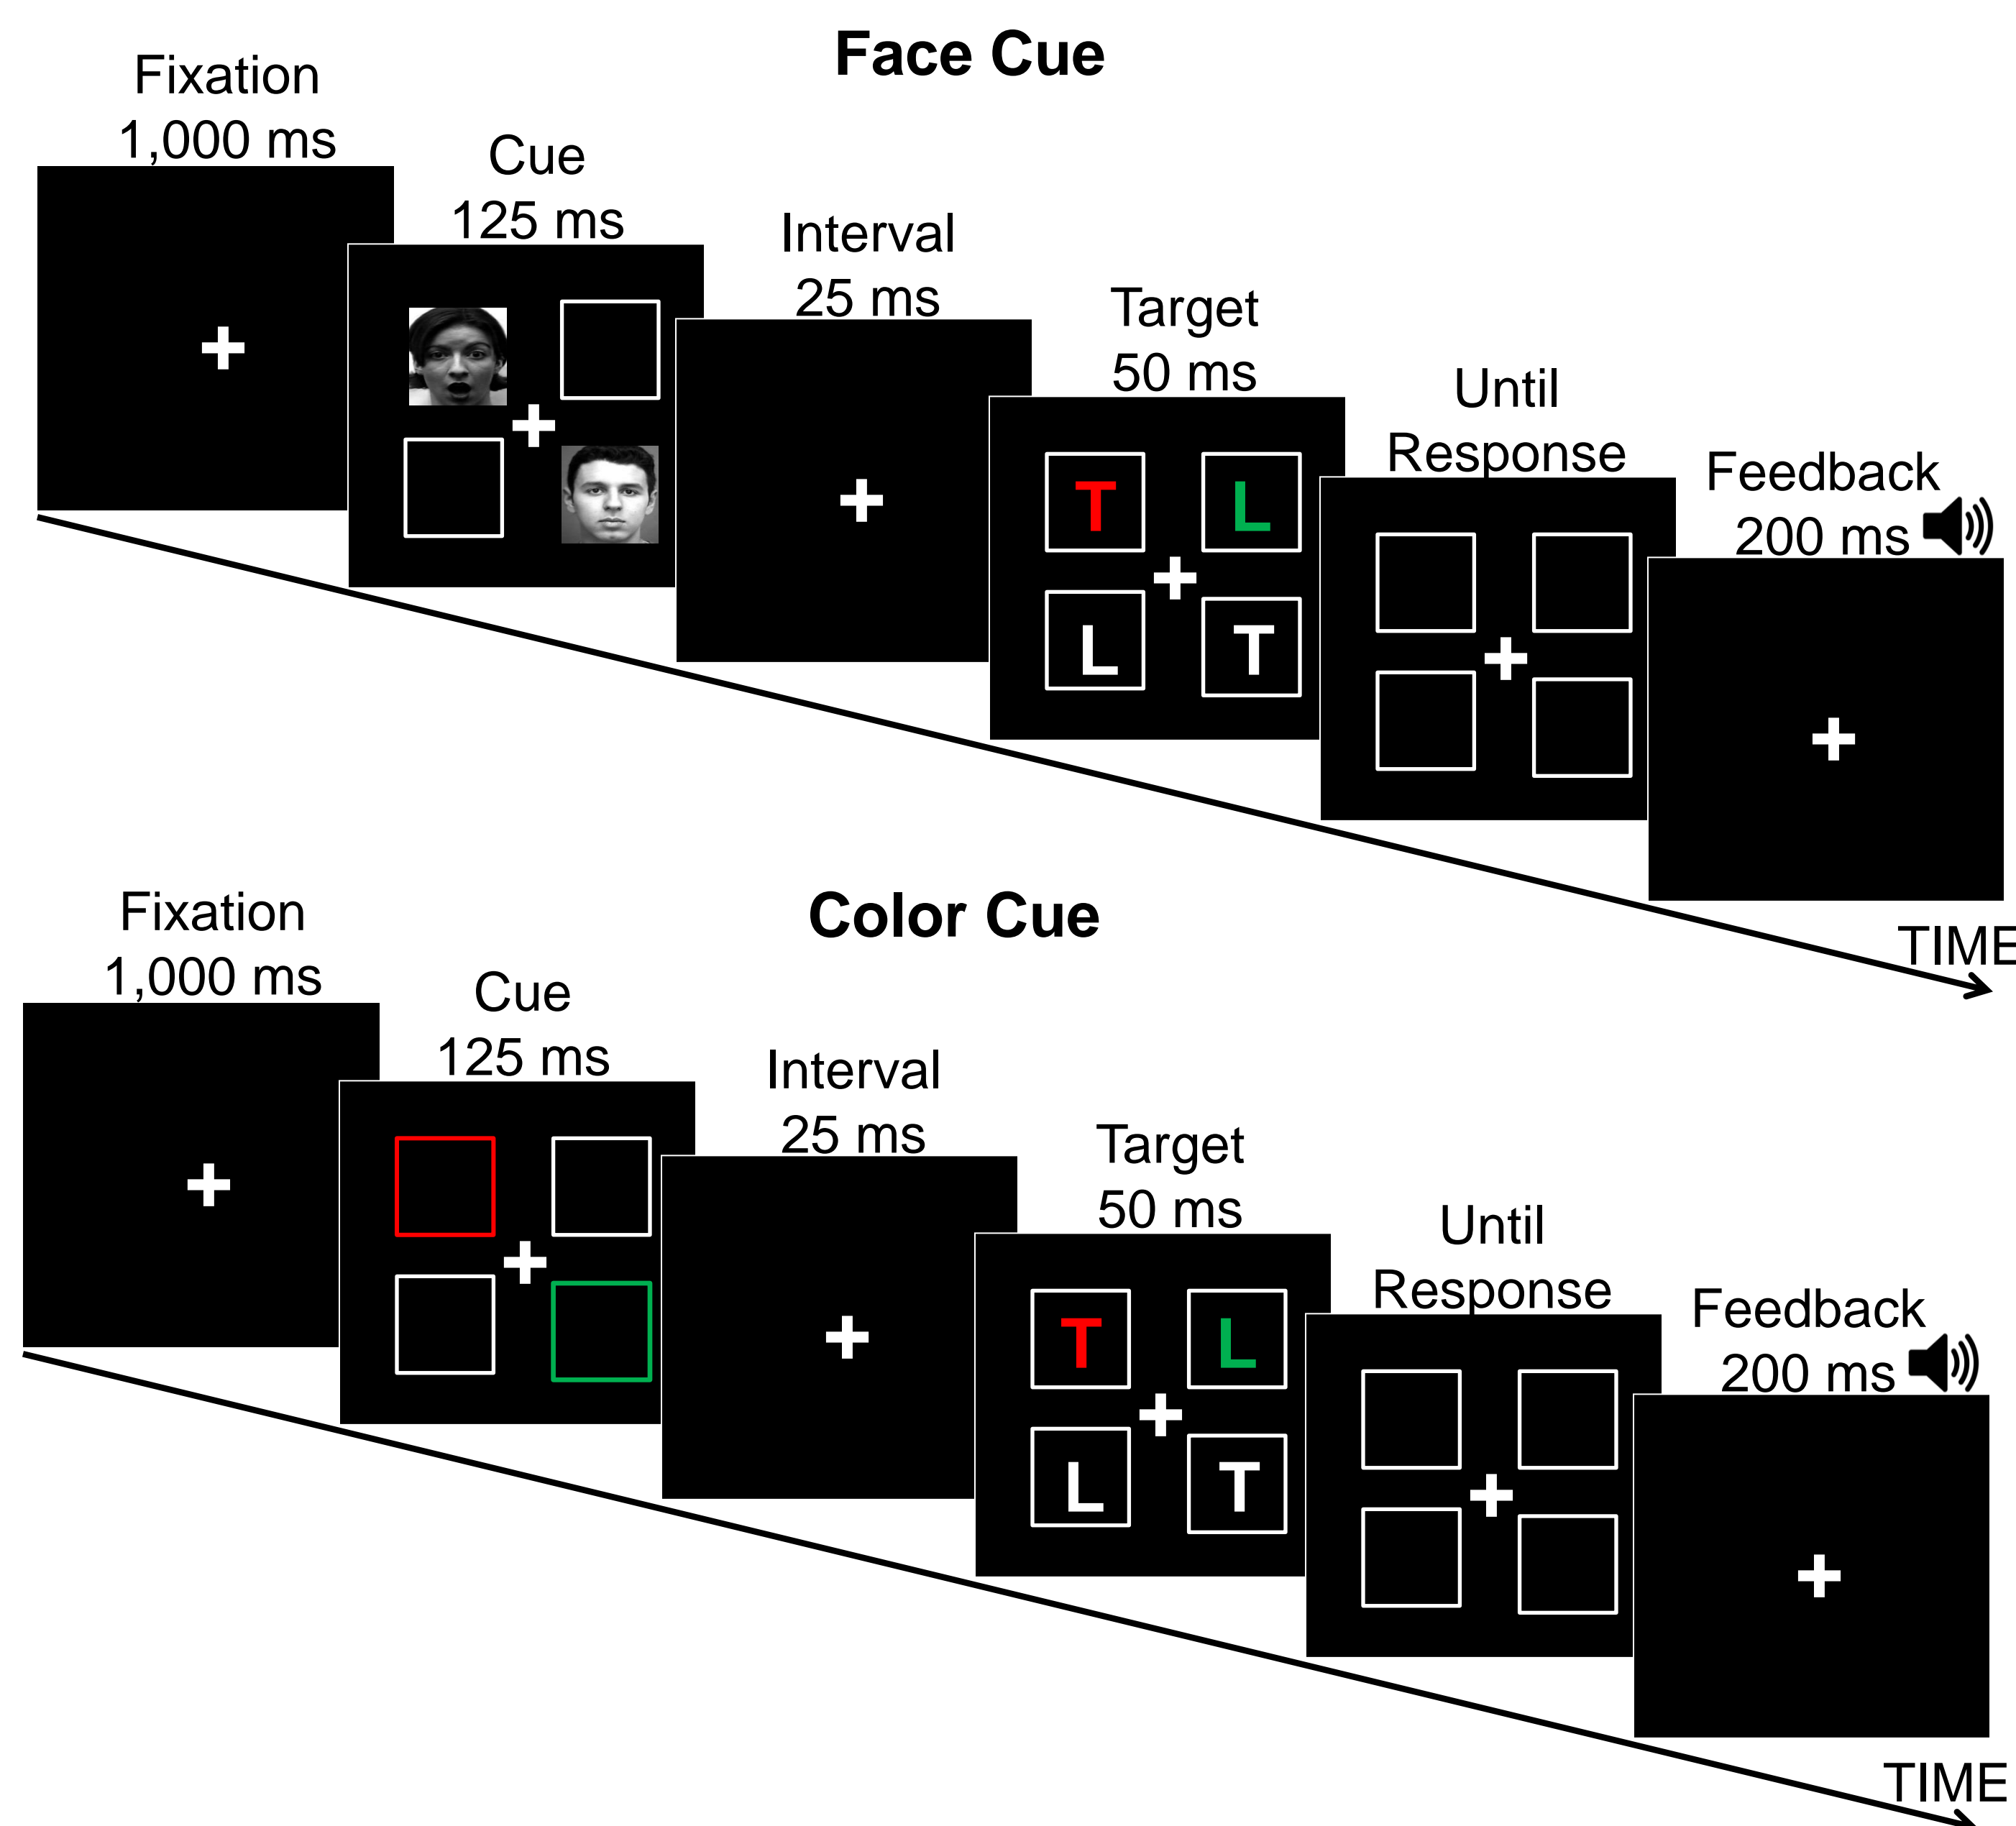 Face Cue
Fixation
1,000 ms
Cue
125 ms
Interval
25 ms
Target
50 ms
T L
L T
Until
Response
Feedback
200 ms
TIME
Color Cue
Fixation
1,000 ms
Cue
125 ms
Interval
25 ms
Target
50 ms
T L
L T
Until
Response
Feedback
200 ms
TIME